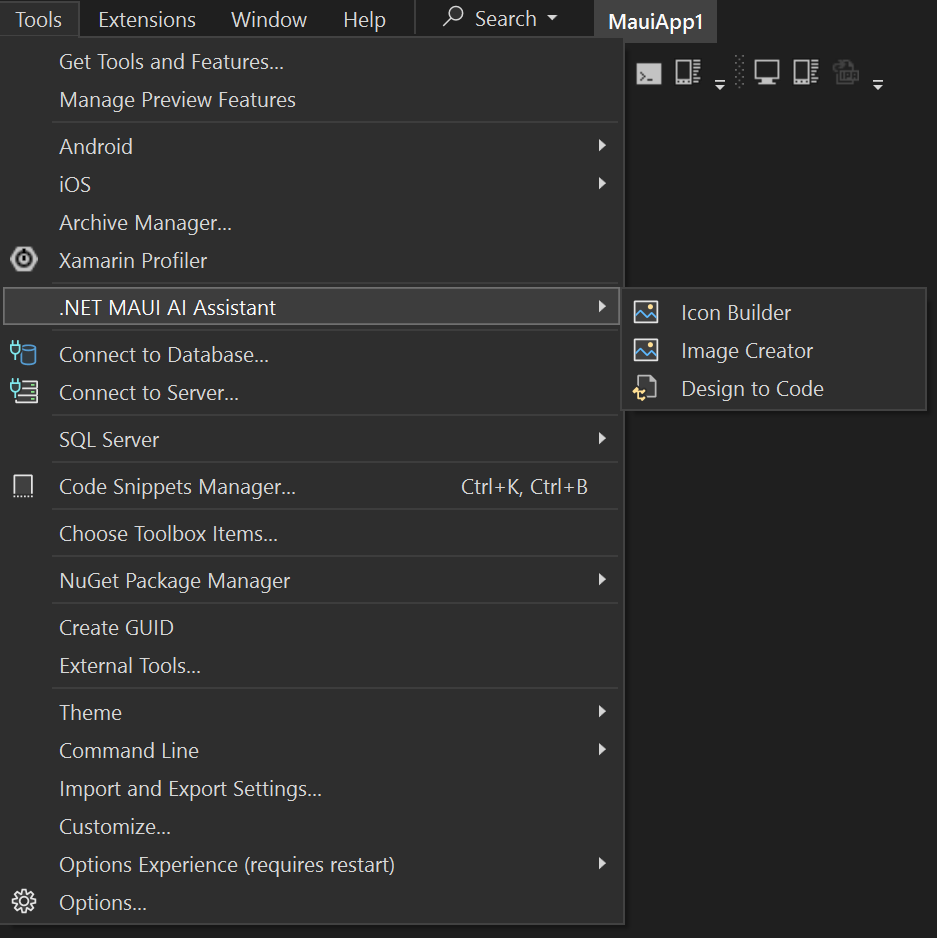 Tools Extensions Window Help Search MauiApp1
Get Tools and Features...
Manage Preview Features
Android
iOS
Archive Manager...
Xamarin Profiler
.NET MAUI AI Assistant
Icon Builder
Image Creator
Design to Code
Connect to Database...
Connect to Server...
SQL Server
Code Snippets Manager... Ctrl+K, Ctrl+B
Choose Toolbox Items...
NuGet Package Manager
Create GUID
External Tools...
Theme
Command Line
Import and Export Settings...
Customize...
Options Experience (requires restart)
Options...
IPA